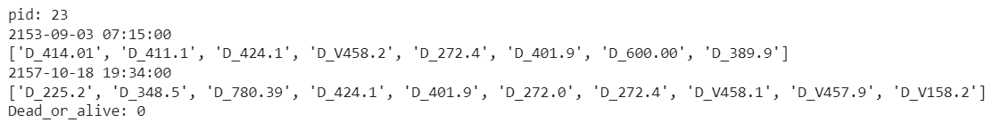 pid: 23
2153-09-03 07:15:00
['D_414.01', 'D_411.1', 'D_424.1', 'D_V458.2', 'D_272.4', 'D_401.9', 'D_600.00', 'D_389.9']
2157-10-18 19:34:00
['D_225.2', 'D_348.5', 'D_780.39', 'D_424.1', 'D_401.9', 'D_272.0', 'D_272.4', 'D_V458.1', 'D_V457.9', 'D_V158.2']
Dead_or_alive: 0